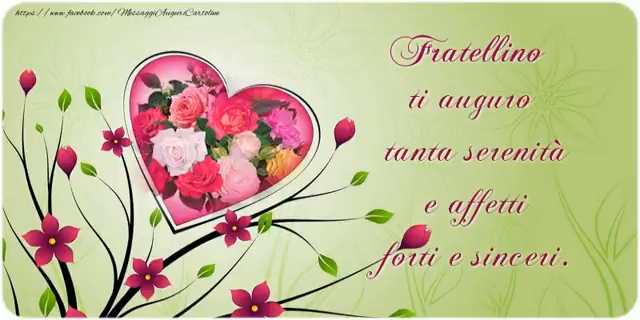 https://www.facebook.com/MessaggiAuguriCartoline
Fratellino
ti auguro
tanta serenità
e affetti
forti e sinceri.